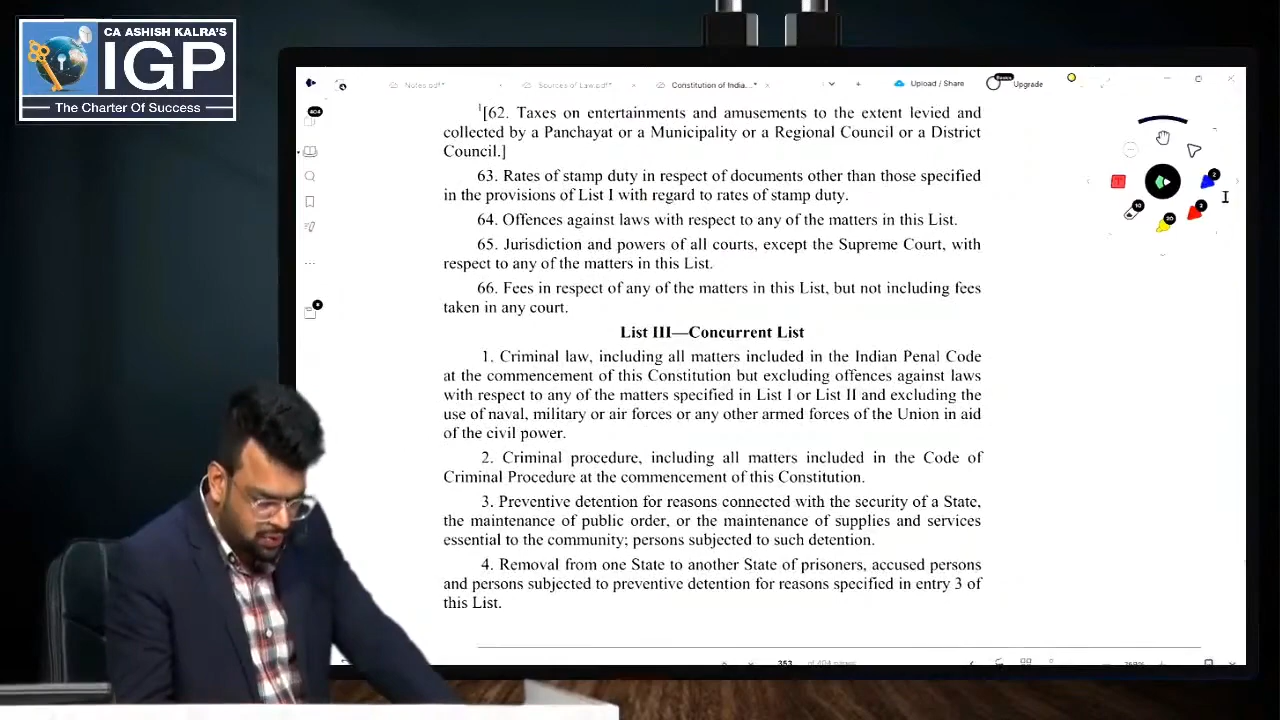 CA ASHISH KALRA'S
IGP
The Charter Of Success
Notes.pdf*
Sources of Law.pdf*
Constitution of India...*
Upload / Share
Basics
Upgrade
404
1[62. Taxes on entertainments and amusements to the extent levied and
collected by a Panchayat or a Municipality or a Regional Council or a District
Council.]
63. Rates of stamp duty in respect of documents other than those specified
in the provisions of List I with regard to rates of stamp duty.
64. Offences against laws with respect to any of the matters in this List.
65. Jurisdiction and powers of all courts, except the Supreme Court, with
respect to any of the matters in this List.
66. Fees in respect of any of the matters in this List, but not including fees
taken in any court.
List III—Concurrent List
1. Criminal law, including all matters included in the Indian Penal Code
at the commencement of this Constitution but excluding offences against laws
with respect to any of the matters specified in List I or List II and excluding the
use of naval, military or air forces or any other armed forces of the Union in aid
of the civil power.
2. Criminal procedure, including all matters included in the Code of
Criminal Procedure at the commencement of this Constitution.
3. Preventive detention for reasons connected with the security of a State,
the maintenance of public order, or the maintenance of supplies and services
essential to the community; persons subjected to such detention.
4. Removal from one State to another State of prisoners, accused persons
and persons subjected to preventive detention for reasons specified in entry 3 of
this List.
2
10
20
3
353